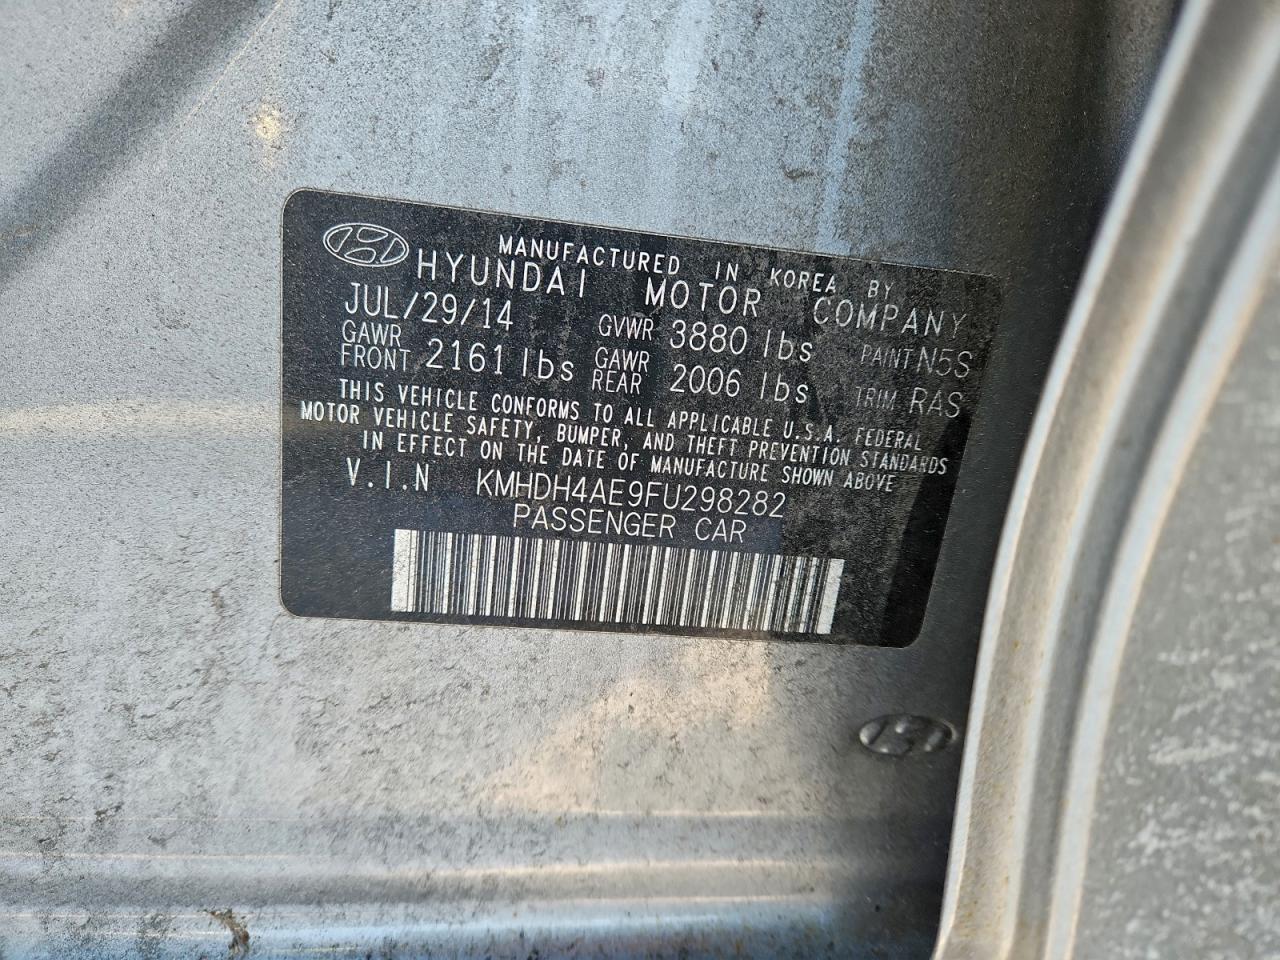 MANUFACTURED IN KOREA BY
HYUNDAI MOTOR COMPANY
JUL/29/14 GVWR 3880 lbs PAINT N5S
GAWR FRONT 2161 lbs GAWR REAR 2006 lbs TRIM RAS
THIS VEHICLE CONFORMS TO ALL APPLICABLE U.S.A. FEDERAL
MOTOR VEHICLE SAFETY, BUMPER, AND THEFT PREVENTION STANDARDS
IN EFFECT ON THE DATE OF MANUFACTURE SHOWN ABOVE
V.I.N KMHDH4AE9FU298282
PASSENGER CAR